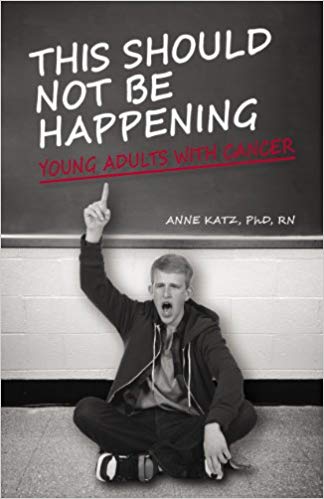 THIS SHOULD
NOT BE
HAPPENING
YOUNG ADULTS WITH CANCER
ANNE KATZ, PhD, RN